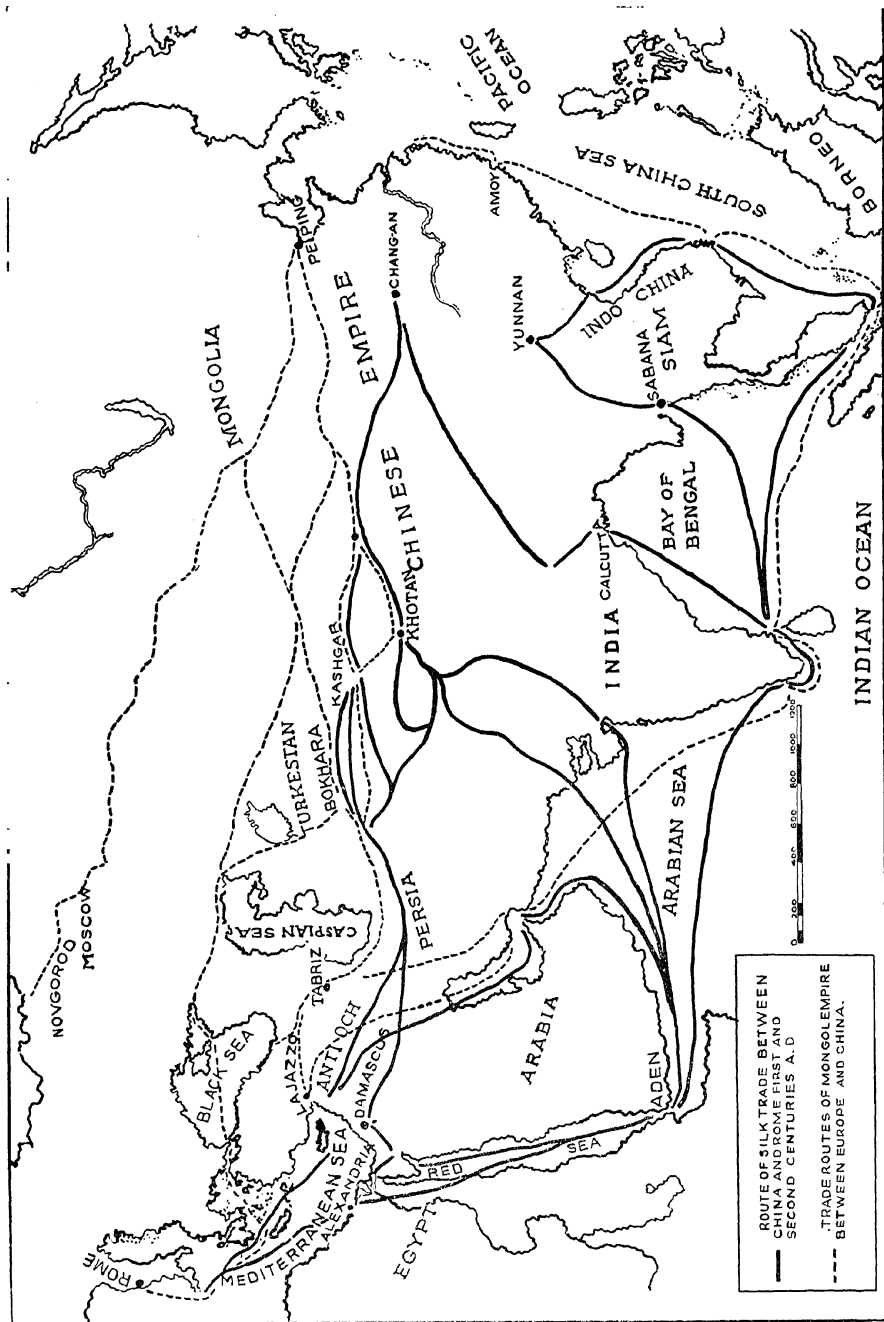 NOVGOROD
MOSCOW
MONGOLIA
PEIPING
PACIFIC
OCEAN
BLACK SEA
CASPIAN SEA
TURKESTAN
BOKHARA
KASHGAE
KHOTAN
CHINESE
EMPIRE
CHANG-AN
AMOY
ROME
MEDITERRANEAN SEA
LAJAZZO
ANTIOCH
TABRIZ
DAMASCUS
ALEXANDRIA
EGYPT
PERSIA
ARABIA
RED SEA
ADEN
ARABIAN SEA
INDIA
CALCUTTA
BAY OF
BENGAL
YUNNAN
INDO CHINA
SABANA
SIAM
SOUTH CHINA SEA
BORNEO
INDIAN OCEAN
0 200 400 600 800 1000 1200
ROUTE OF SILK TRADE BETWEEN
CHINA AND ROME FIRST AND
SECOND CENTURIES A.D
.TRADE ROUTES OF MONGOL EMPIRE
BETWEEN EUROPE AND CHINA.